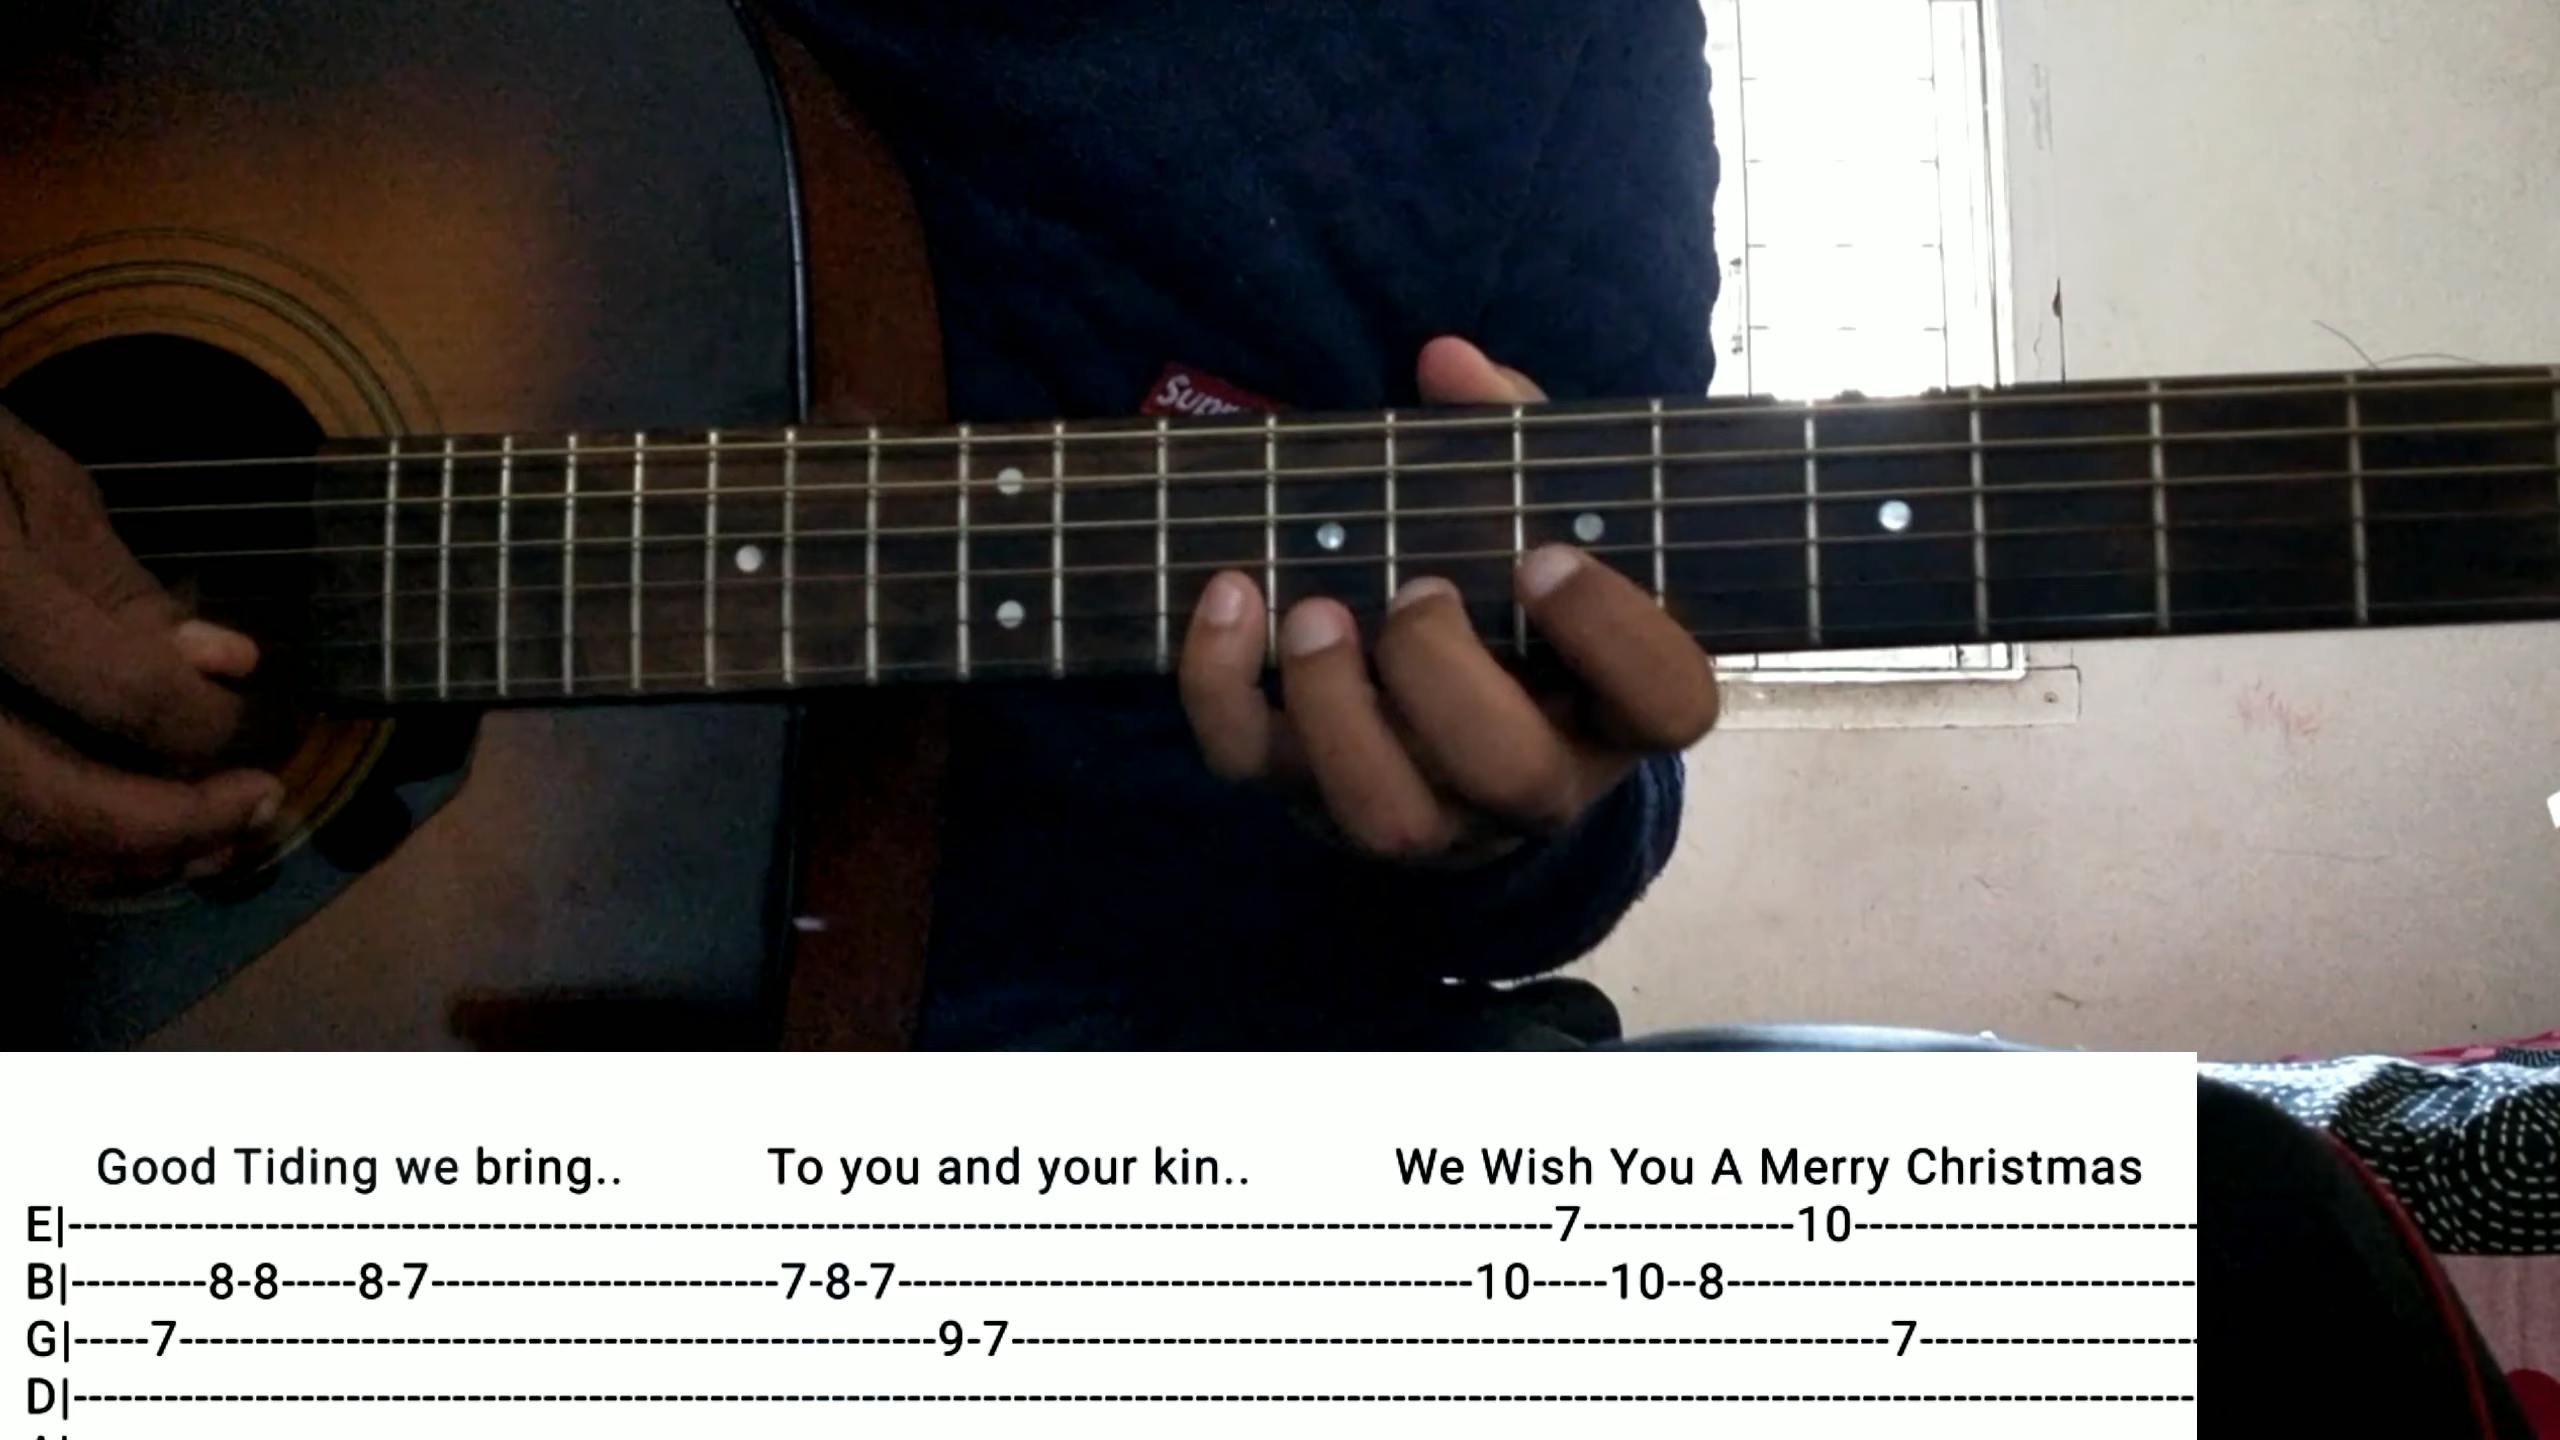 Supr
Good Tiding we bring.. To you and your kin.. We Wish You A Merry Christmas
E|---------------------------------------------------------------------------------------------------7--------------10-----------------------
B|---------8-8-----8-7-----------------------7-8-7--------------------------------------10-----10--8-------------------------------
G|-----7---------------------------------------------------9-7-----------------------------------------------------------7-------------------
D|----------------------------------------------------------------------------------------------------------------------------------------------